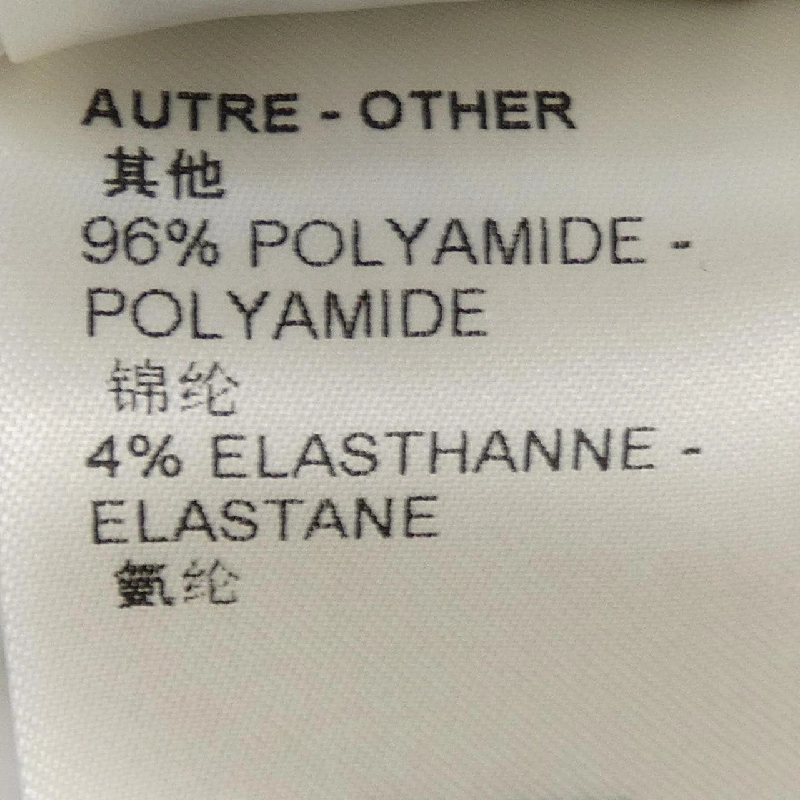 AUTRE - OTHER
其他
96% POLYAMIDE -
POLYAMIDE
锦纶
4% ELASTHANNE -
ELASTANE
氨纶